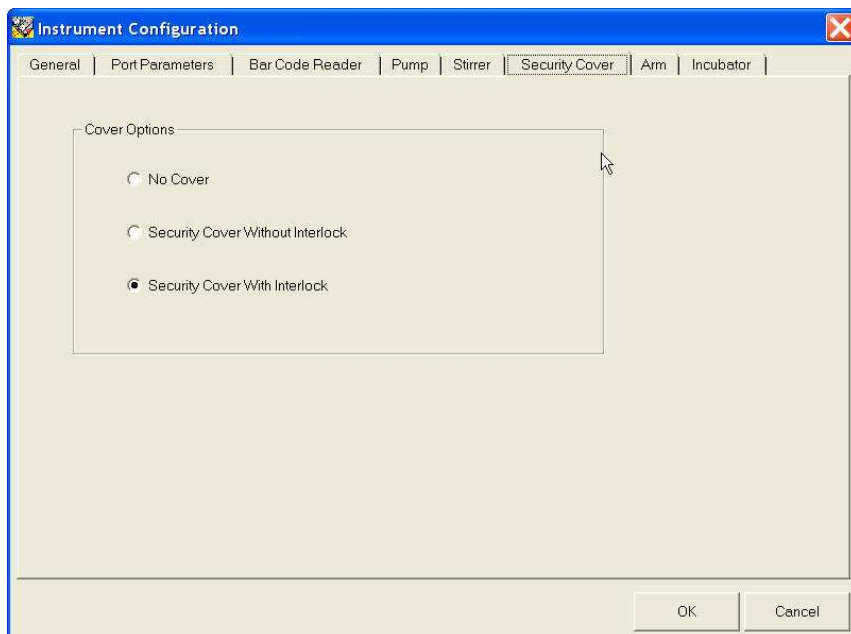 Instrument Configuration
General Port Parameters Bar Code Reader Pump Stirrer Security Cover Arm Incubator
Cover Options
No Cover
Security Cover Without Interlock
Security Cover With Interlock
OK Cancel